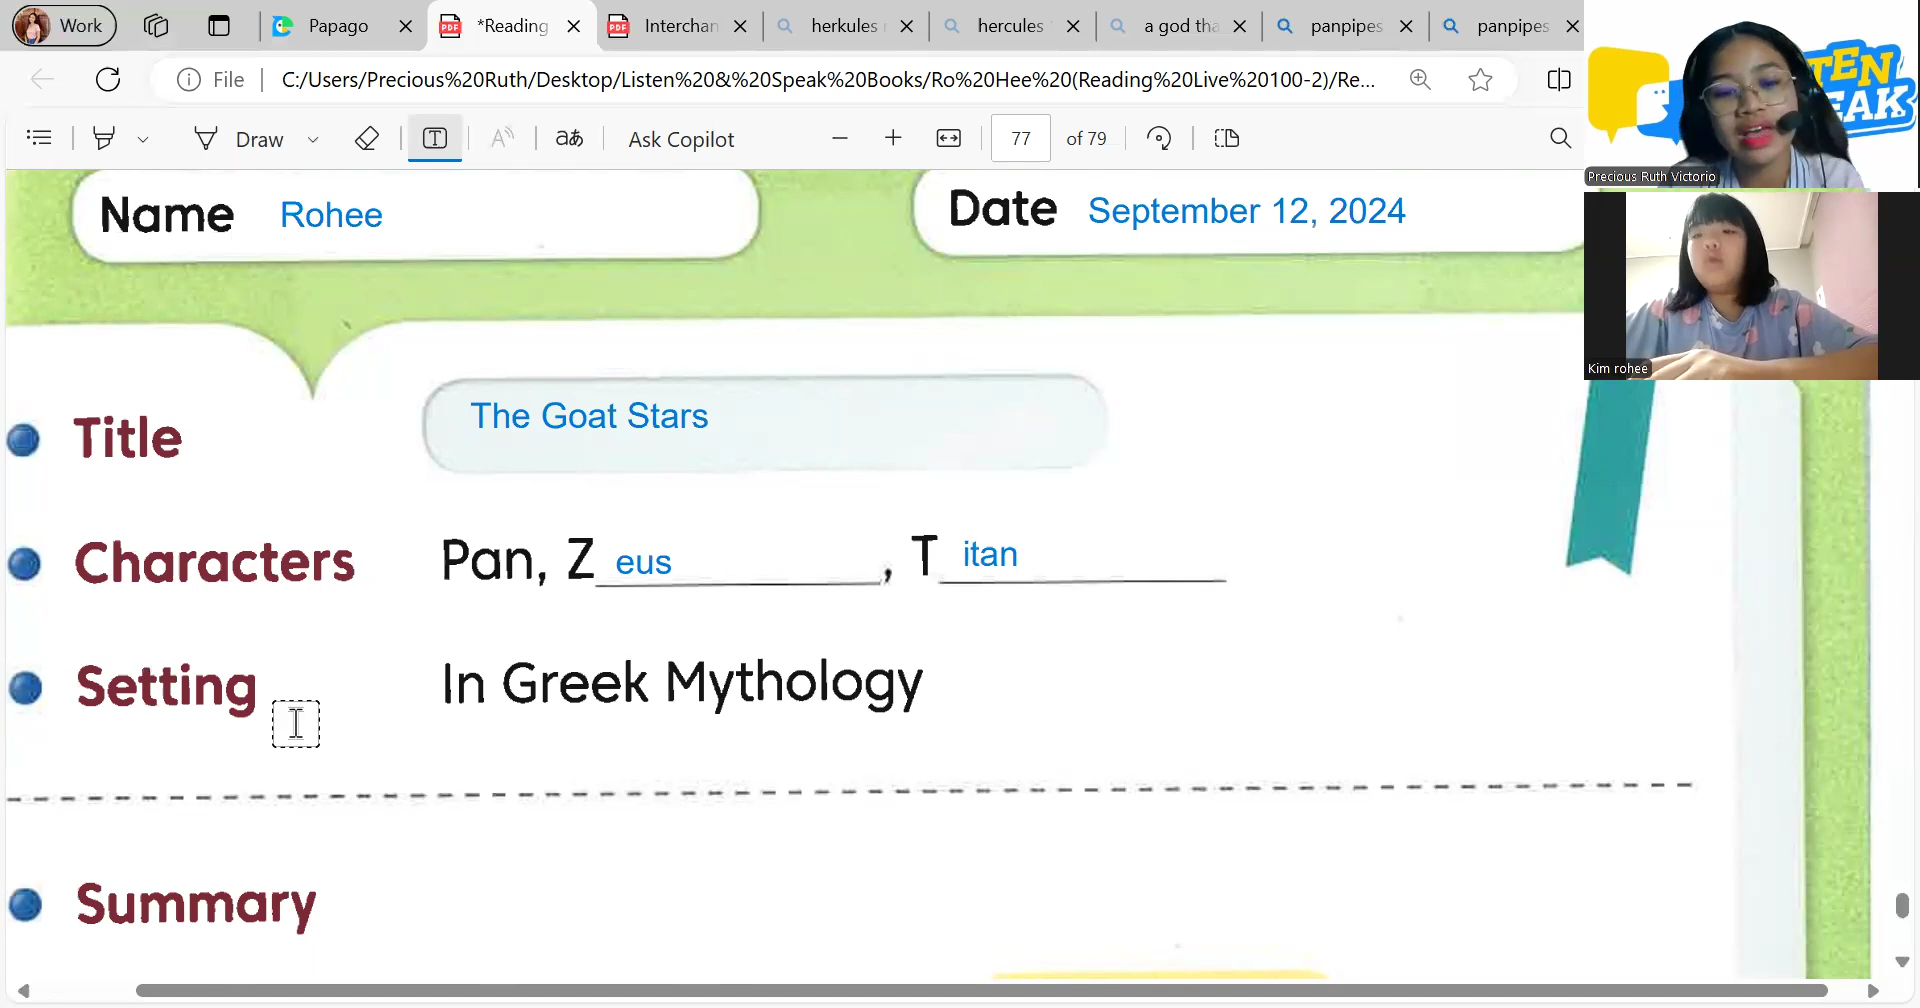 Work
Papago
*Reading
Interchan
herkules
hercules
a god tha
panpipes
panpipes
File
C:/Users/Precious%20Ruth/Desktop/Listen%20&%20Speak%20Books/Ro%20Hee%20(Reading%20Live%20100-2)/Re...
Draw
aあ
Ask Copilot
77 of 79
TEN
EAK
Precious Ruth Victorio
Kim rohee
Name Rohee
Date September 12, 2024
Title The Goat Stars
Characters Pan, Z eus , T itan
Setting In Greek Mythology
Summary